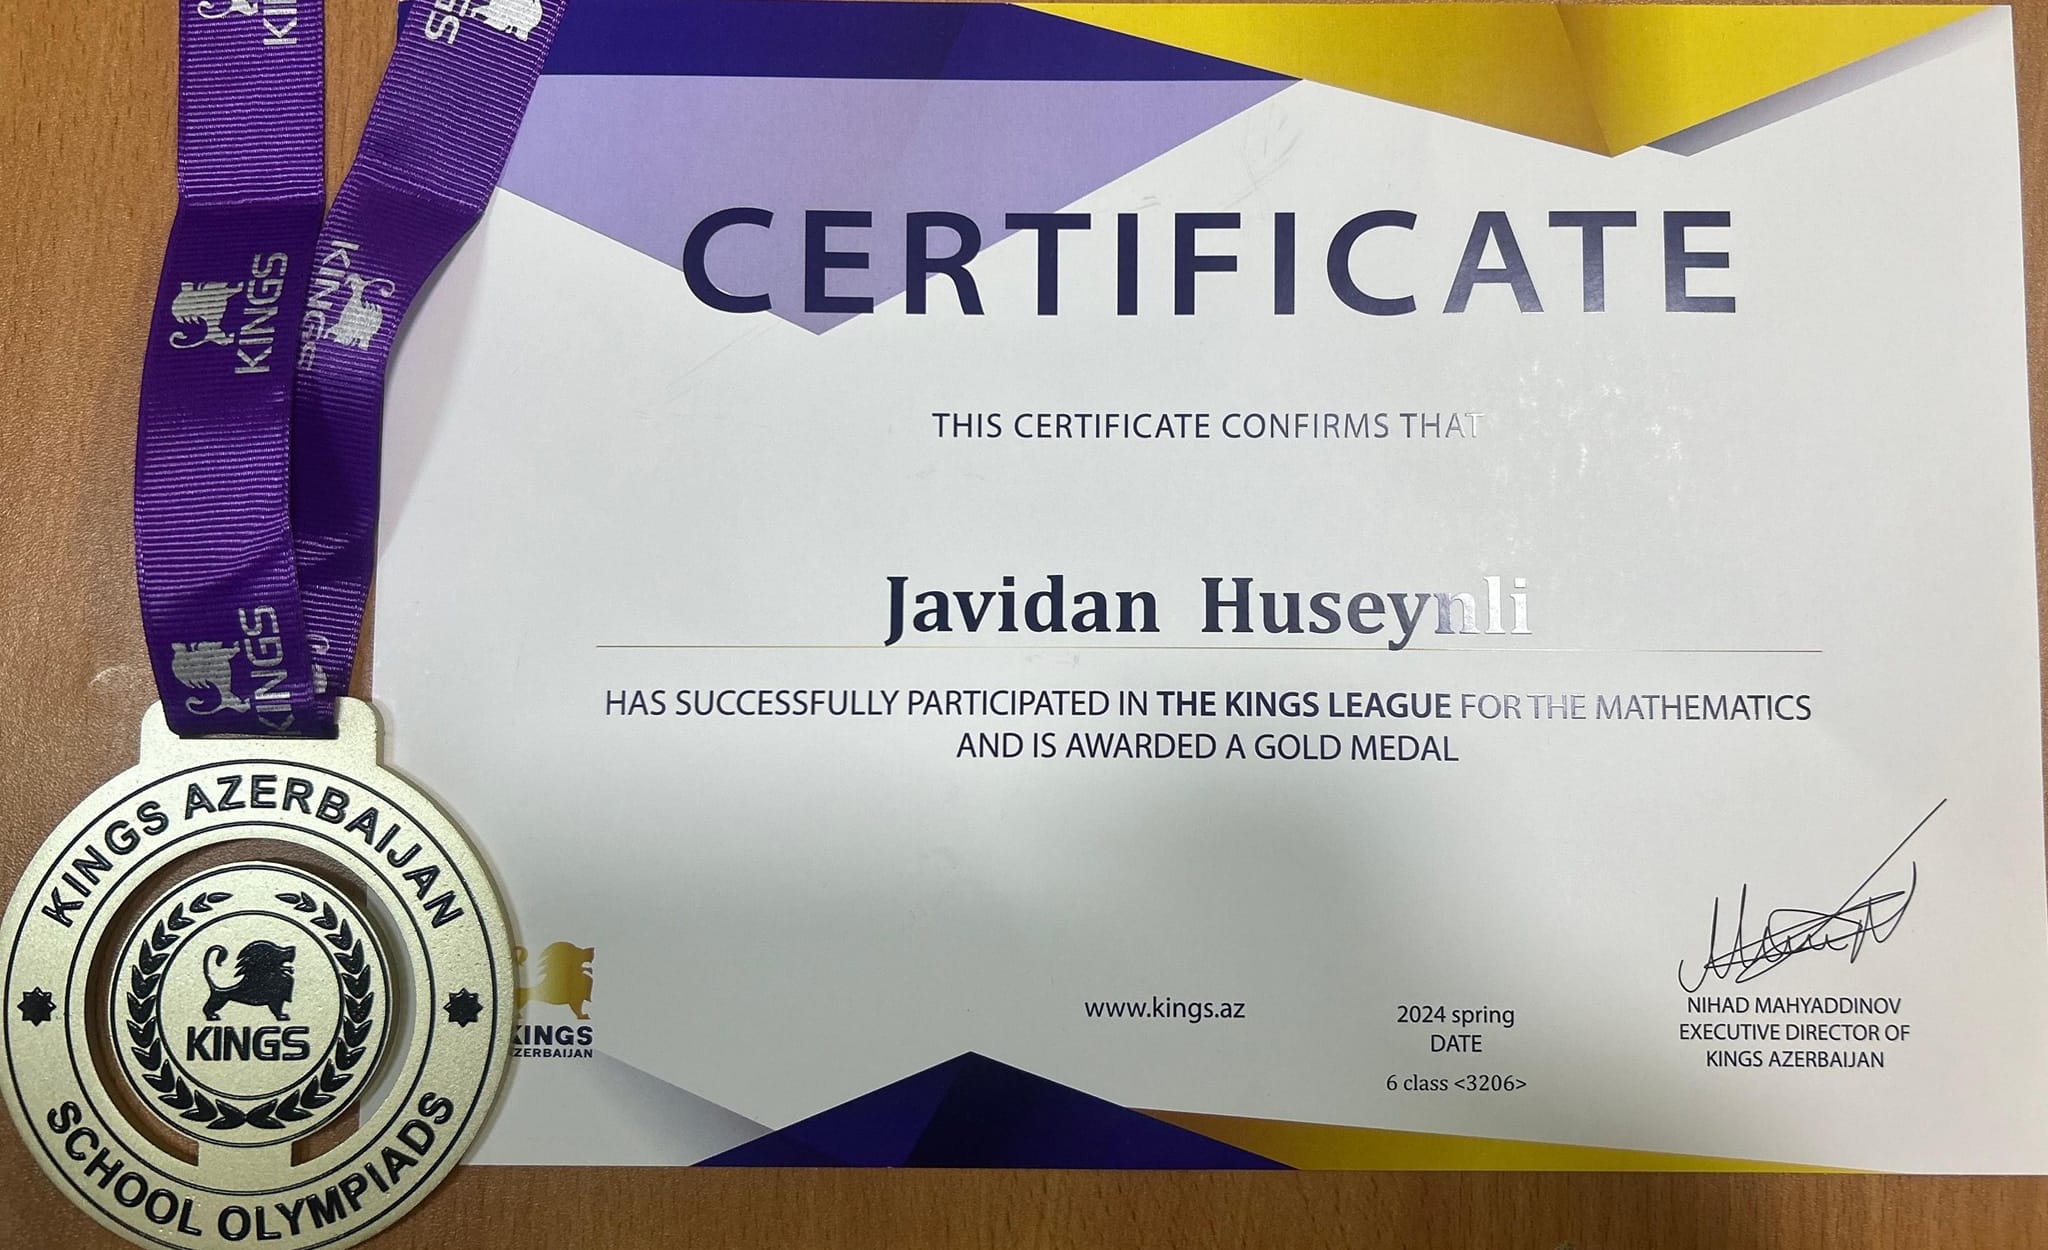 CERTIFICATE
THIS CERTIFICATE CONFIRMS THAT
Javidan Huseynli
HAS SUCCESSFULLY PARTICIPATED IN THE KINGS LEAGUE FOR THE MATHEMATICS
AND IS AWARDED A GOLD MEDAL
www.kings.az
2024 spring
DATE
6 class <3206>
NIHAD MAHYADDINOV
EXECUTIVE DIRECTOR OF
KINGS AZERBAIJAN
KINGS
AZERBAIJAN
KINGS
KINGS
KINGS
KINGS AZERBAIJAN
KINGS
SCHOOL OLYMPIADS